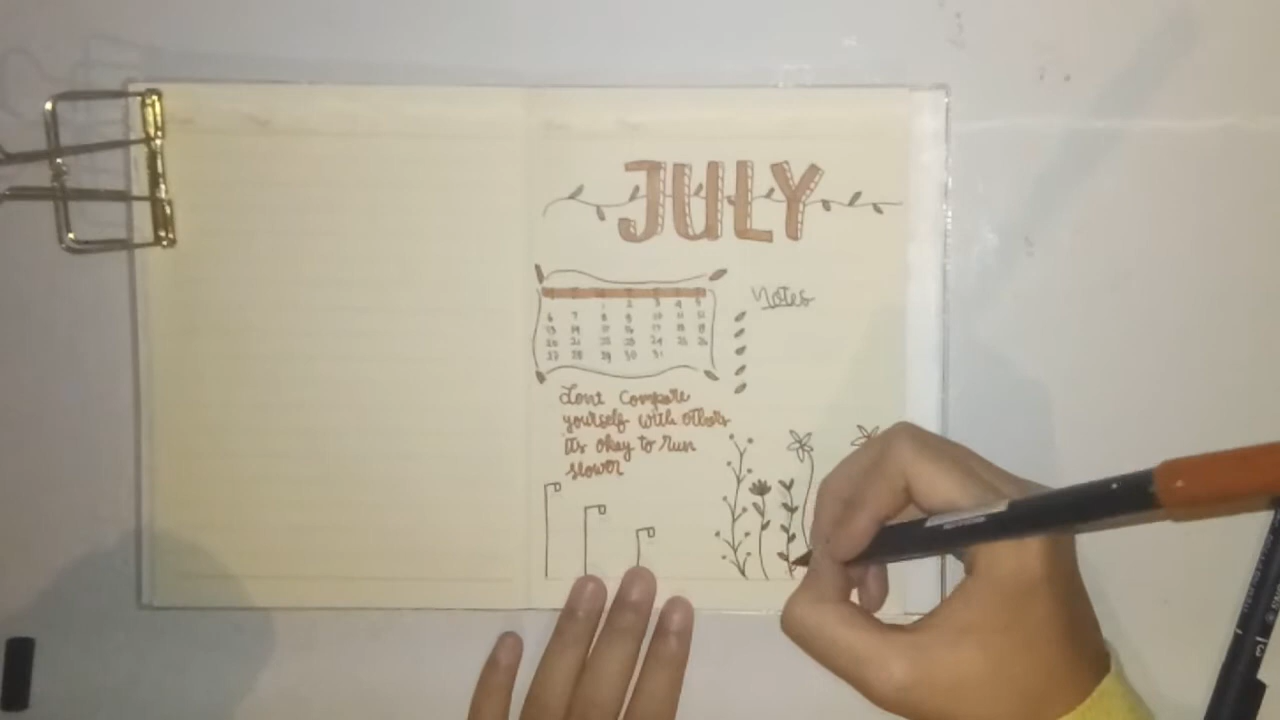 JULY
1 2 3 4 5
6 7 8 9 10 11 12
13 14 15 16 17 18 19
20 21 22 23 24 25 26
27 28 29 30 31
Notes
Dont Compare
yourself with others
Its okay to run
slower